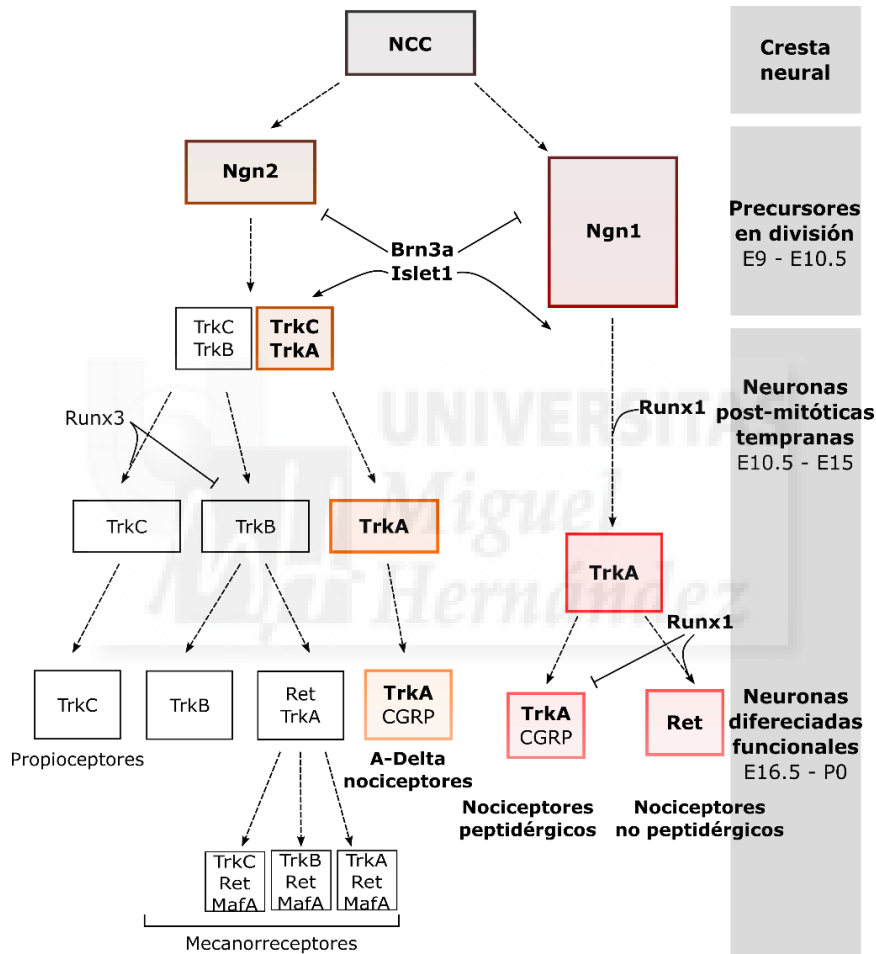 NCC
Cresta
neural
Ngn2
Ngn1
Precursores
en división
E9 - E10.5
Brn3a
Islet1
TrkC
TrkB
TrkC
TrkA
Neuronas
post-mitóticas
tempranas
E10.5 - E15
Runx3
Runx1
UNIVERSITAS
Miguel
Hernández
TrkC
TrkB
TrkA
TrkA
Runx1
TrkC
TrkB
Ret
TrkA
TrkA
CGRP
TrkA
CGRP
Ret
Neuronas
difereciadas
funcionales
E16.5 - P0
Propioceptores
A-Delta
nociceptores
Nociceptores
peptidérgicos
Nociceptores
no peptidérgicos
TrkC
Ret
MafA
TrkB
Ret
MafA
TrkA
Ret
MafA
Mecanorreceptores